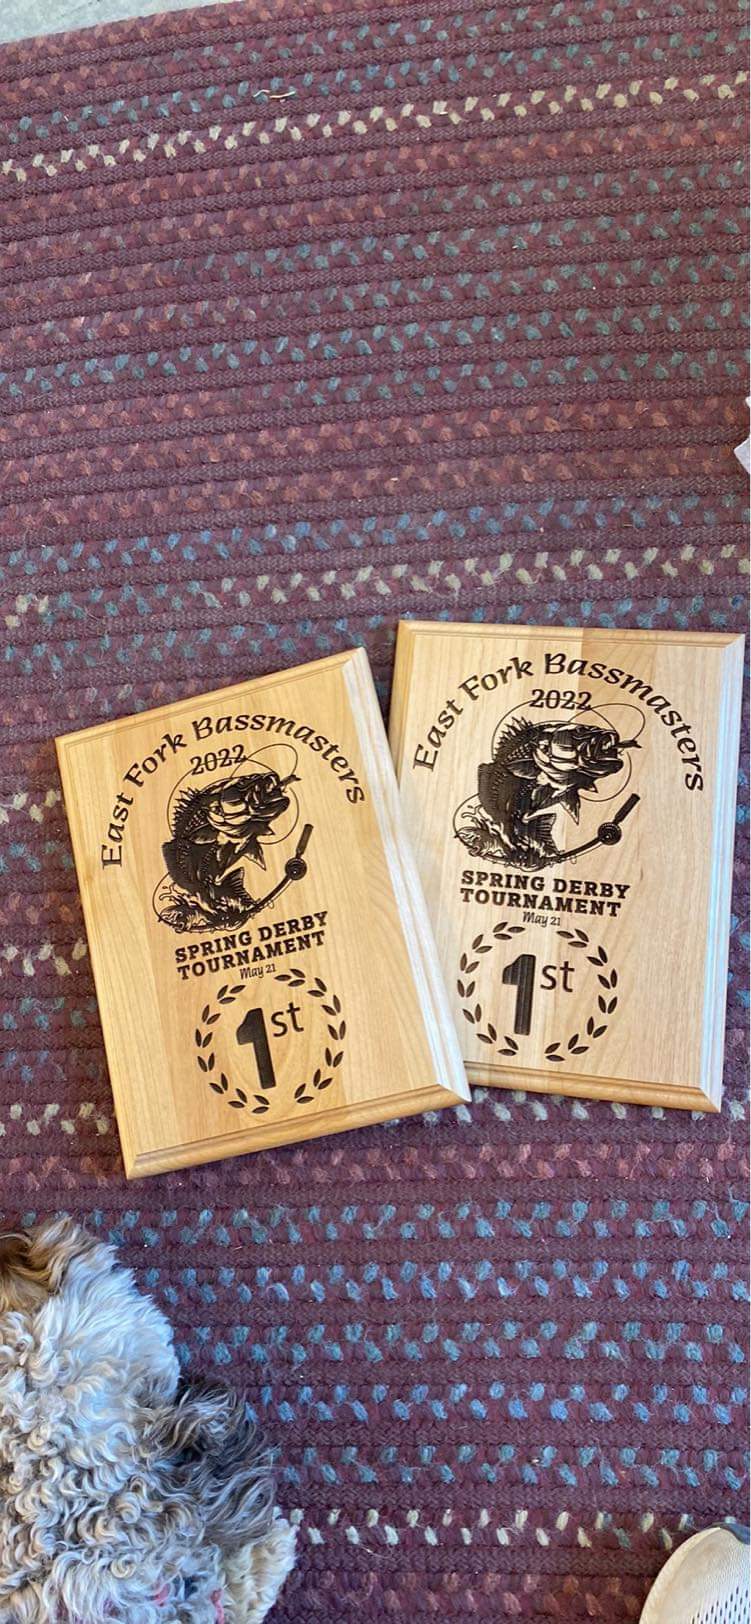 East Fork Bassmasters
2022
SPRING DERBY
TOURNAMENT
May 21
1st
East Fork Bassmasters
2022
SPRING DERBY
TOURNAMENT
May 21
1st